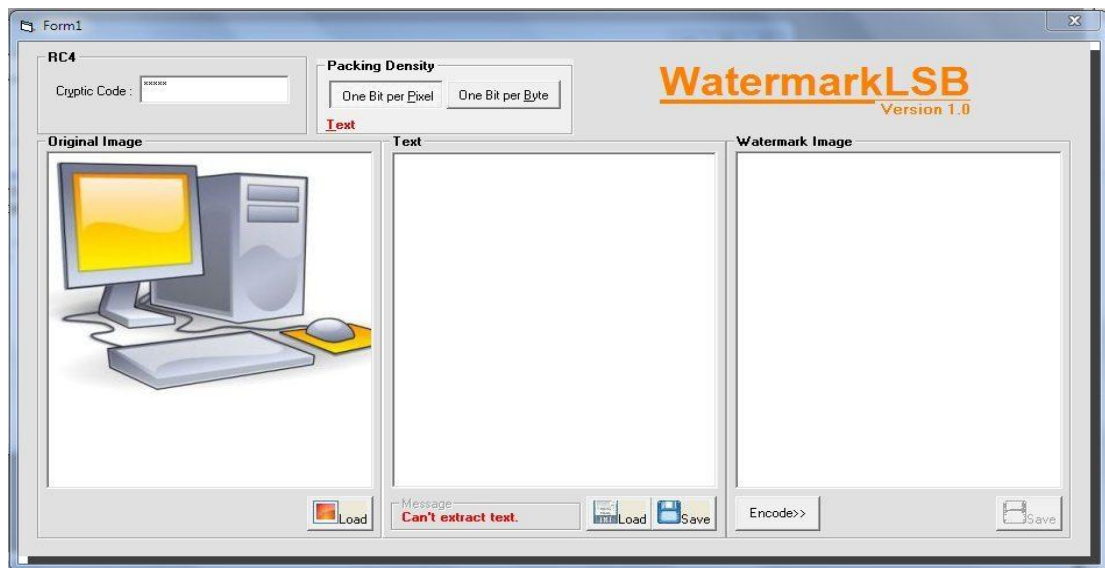 Form1
RC4
Cryptic Code : *****
Packing Density
One Bit per Pixel One Bit per Byte
Text
WatermarkLSB
Version 1.0
Original Image
Text
Watermark Image
Load
Message
Can't extract text.
Load
Save
Encode>>
Save